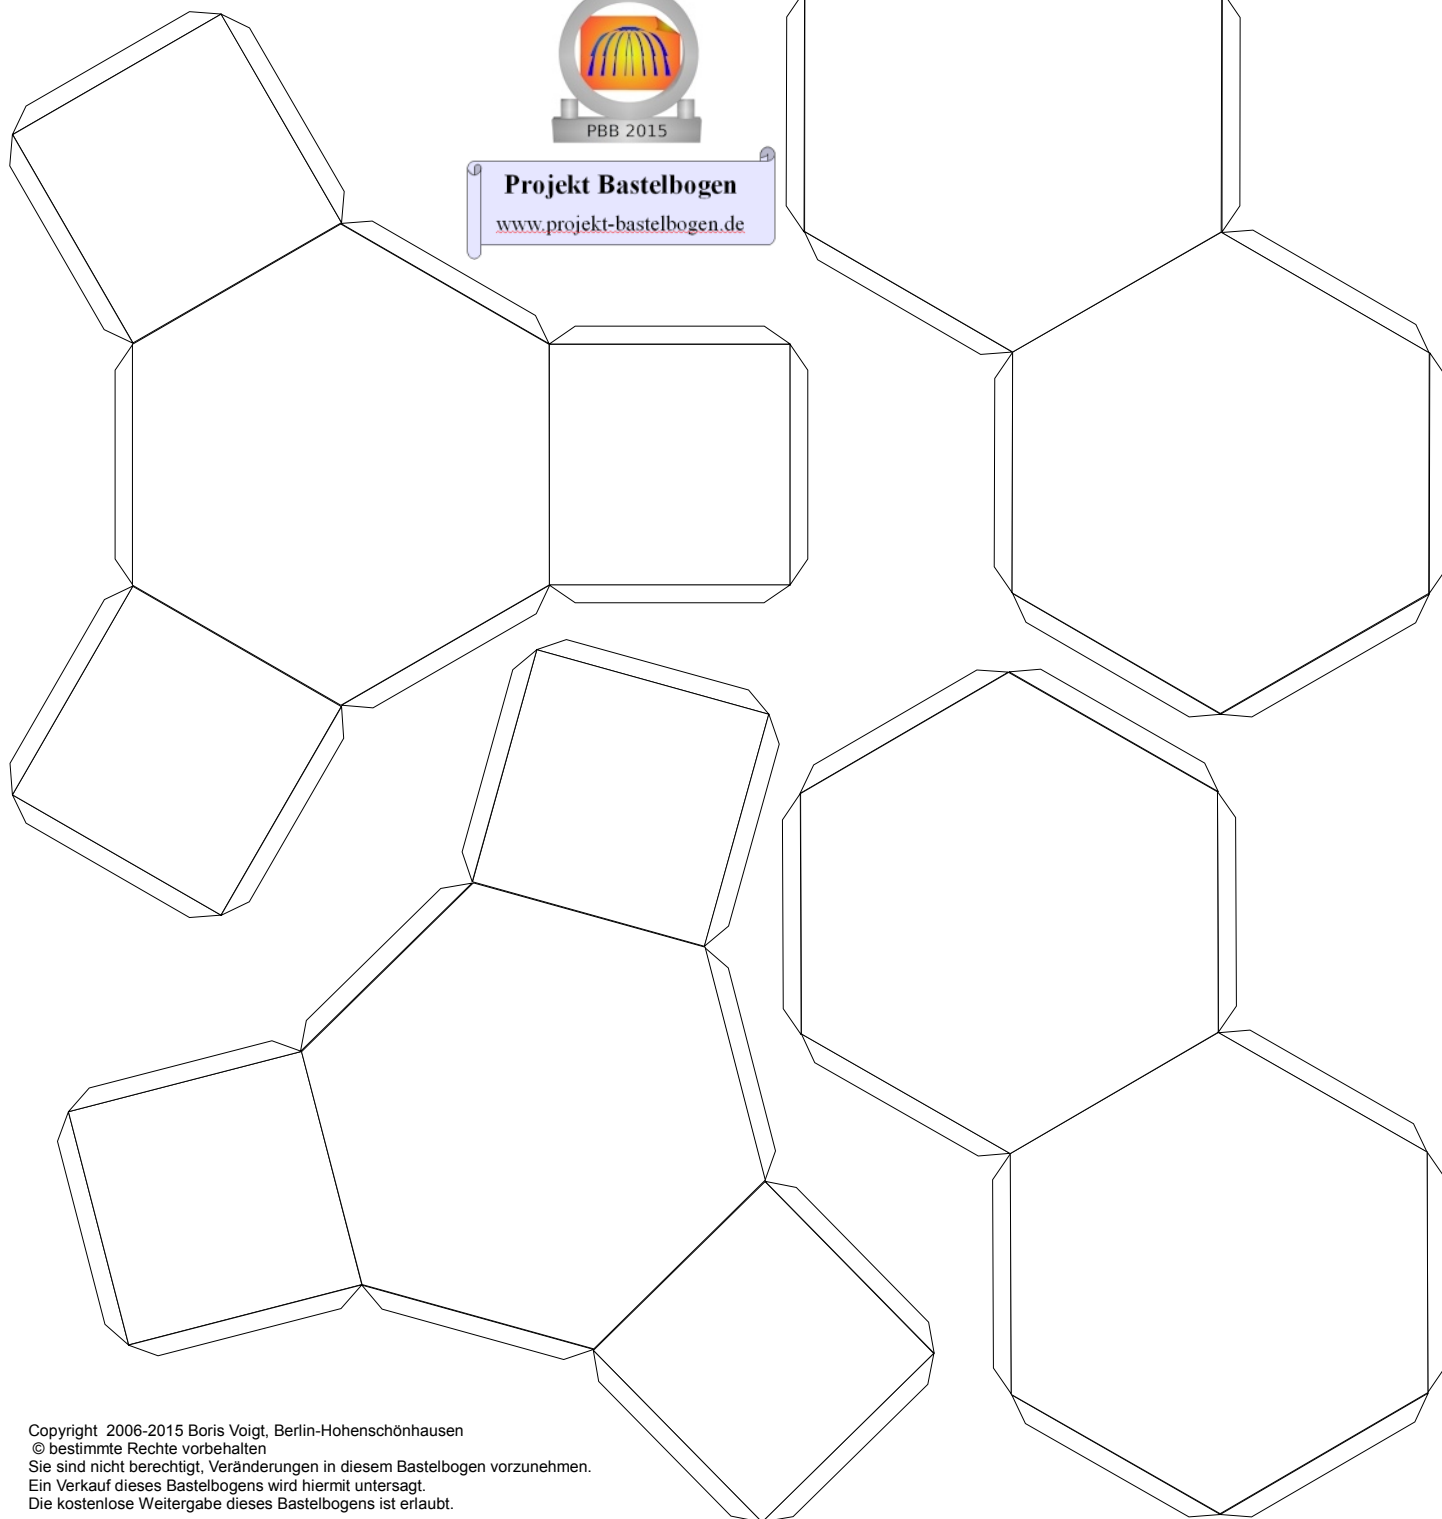 PBB 2015
Projekt Bastelbogen
www.projekt-bastelbogen.de
Copyright  2006-2015 Boris Voigt, Berlin-Hohenschönhausen
© bestimmte Rechte vorbehalten
Sie sind nicht berechtigt, Veränderungen in diesem Bastelbogen vorzunehmen.
Ein Verkauf dieses Bastelbogens wird hiermit untersagt.
Die kostenlose Weitergabe dieses Bastelbogens ist erlaubt.